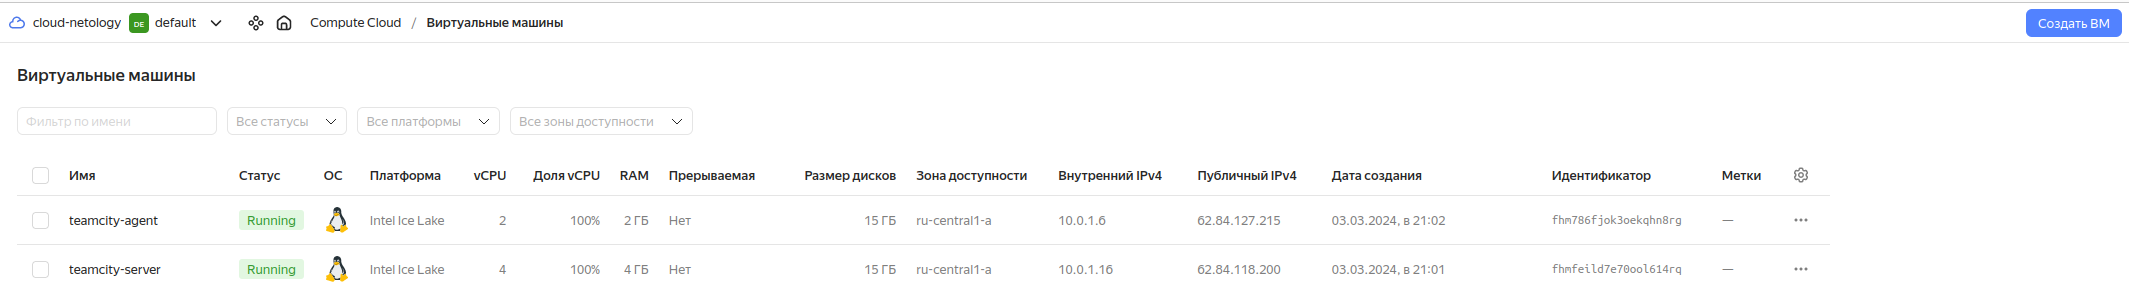 cloud-netology DE default Compute Cloud / Виртуальные машины Создать ВМ
Виртуальные машины
Фильтр по имени Все статусы Все платформы Все зоны доступности
Имя Статус ОС Платформа vCPU Доля vCPU RAM Прерываемая Размер дисков Зона доступности Внутренний IPv4 Публичный IPv4 Дата создания Идентификатор Метки
teamcity-agent Running Intel Ice Lake 2 100% 2 ГБ Нет 15 ГБ ru-central1-a 10.0.1.6 62.84.127.215 03.03.2024, в 21:02 fhm786fjok3oekqhn8rg — ···
teamcity-server Running Intel Ice Lake 4 100% 4 ГБ Нет 15 ГБ ru-central1-a 10.0.1.16 62.84.118.200 03.03.2024, в 21:01 fhmfeild7e70ool614rq — ···